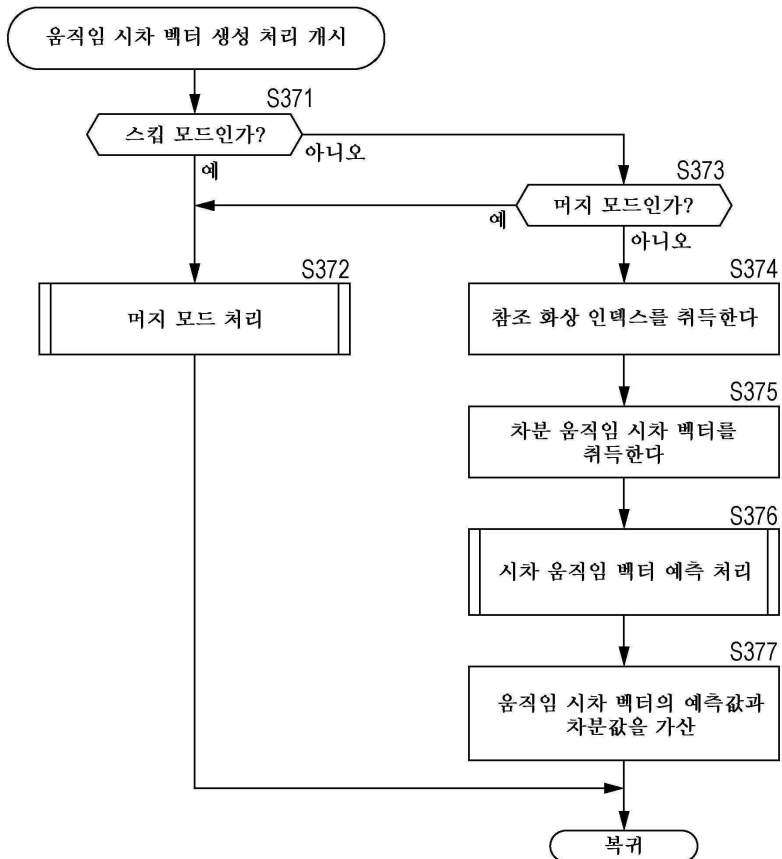 움직임 시차 벡터 생성 처리 개시
S371
스킵 모드인가?
아니오
예
S373
머지 모드인가?
예
아니오
S372
머지 모드 처리
S374
참조 화상 인덱스를 취득한다
S375
차분 움직임 시차 벡터를
취득한다
S376
시차 움직임 벡터 예측 처리
S377
움직임 시차 벡터의 예측값과
차분값을 가산
복귀